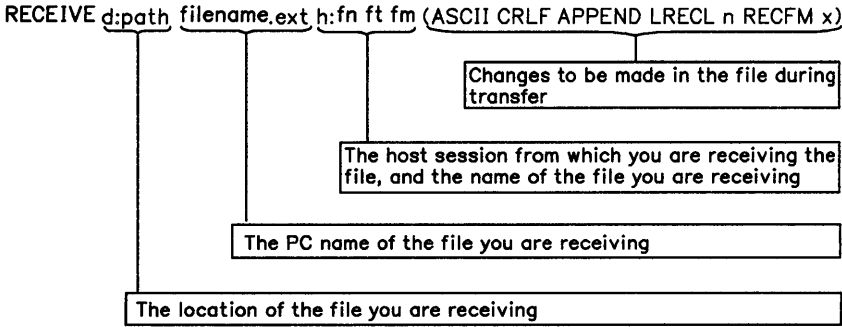 RECEIVE d:path filename.ext h:fn ft fm (ASCII CRLF APPEND LRECL n RECFM x)
Changes to be made in the file during
transfer
The host session from which you are receiving the
file, and the name of the file you are receiving
The PC name of the file you are receiving
The location of the file you are receiving